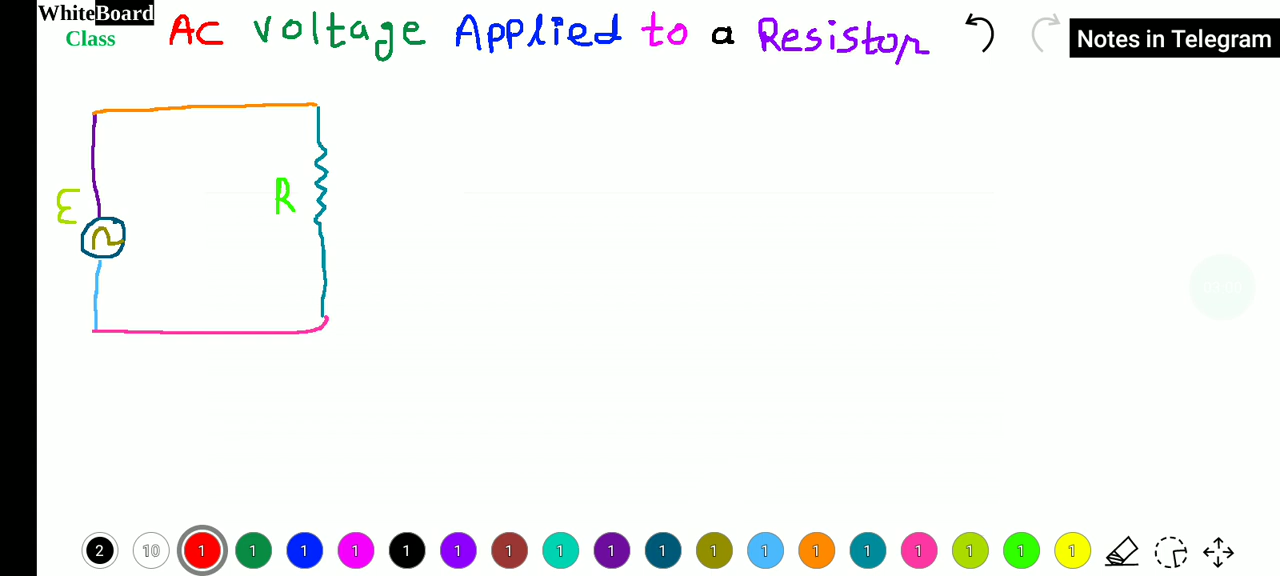 WhiteBoard
Class
AC voltage Applied to a Resistor
Notes in Telegram
ε
R
2 10 1 1 1 1 1 1 1 1 1 1 1 1 1 1 1 1 1 1